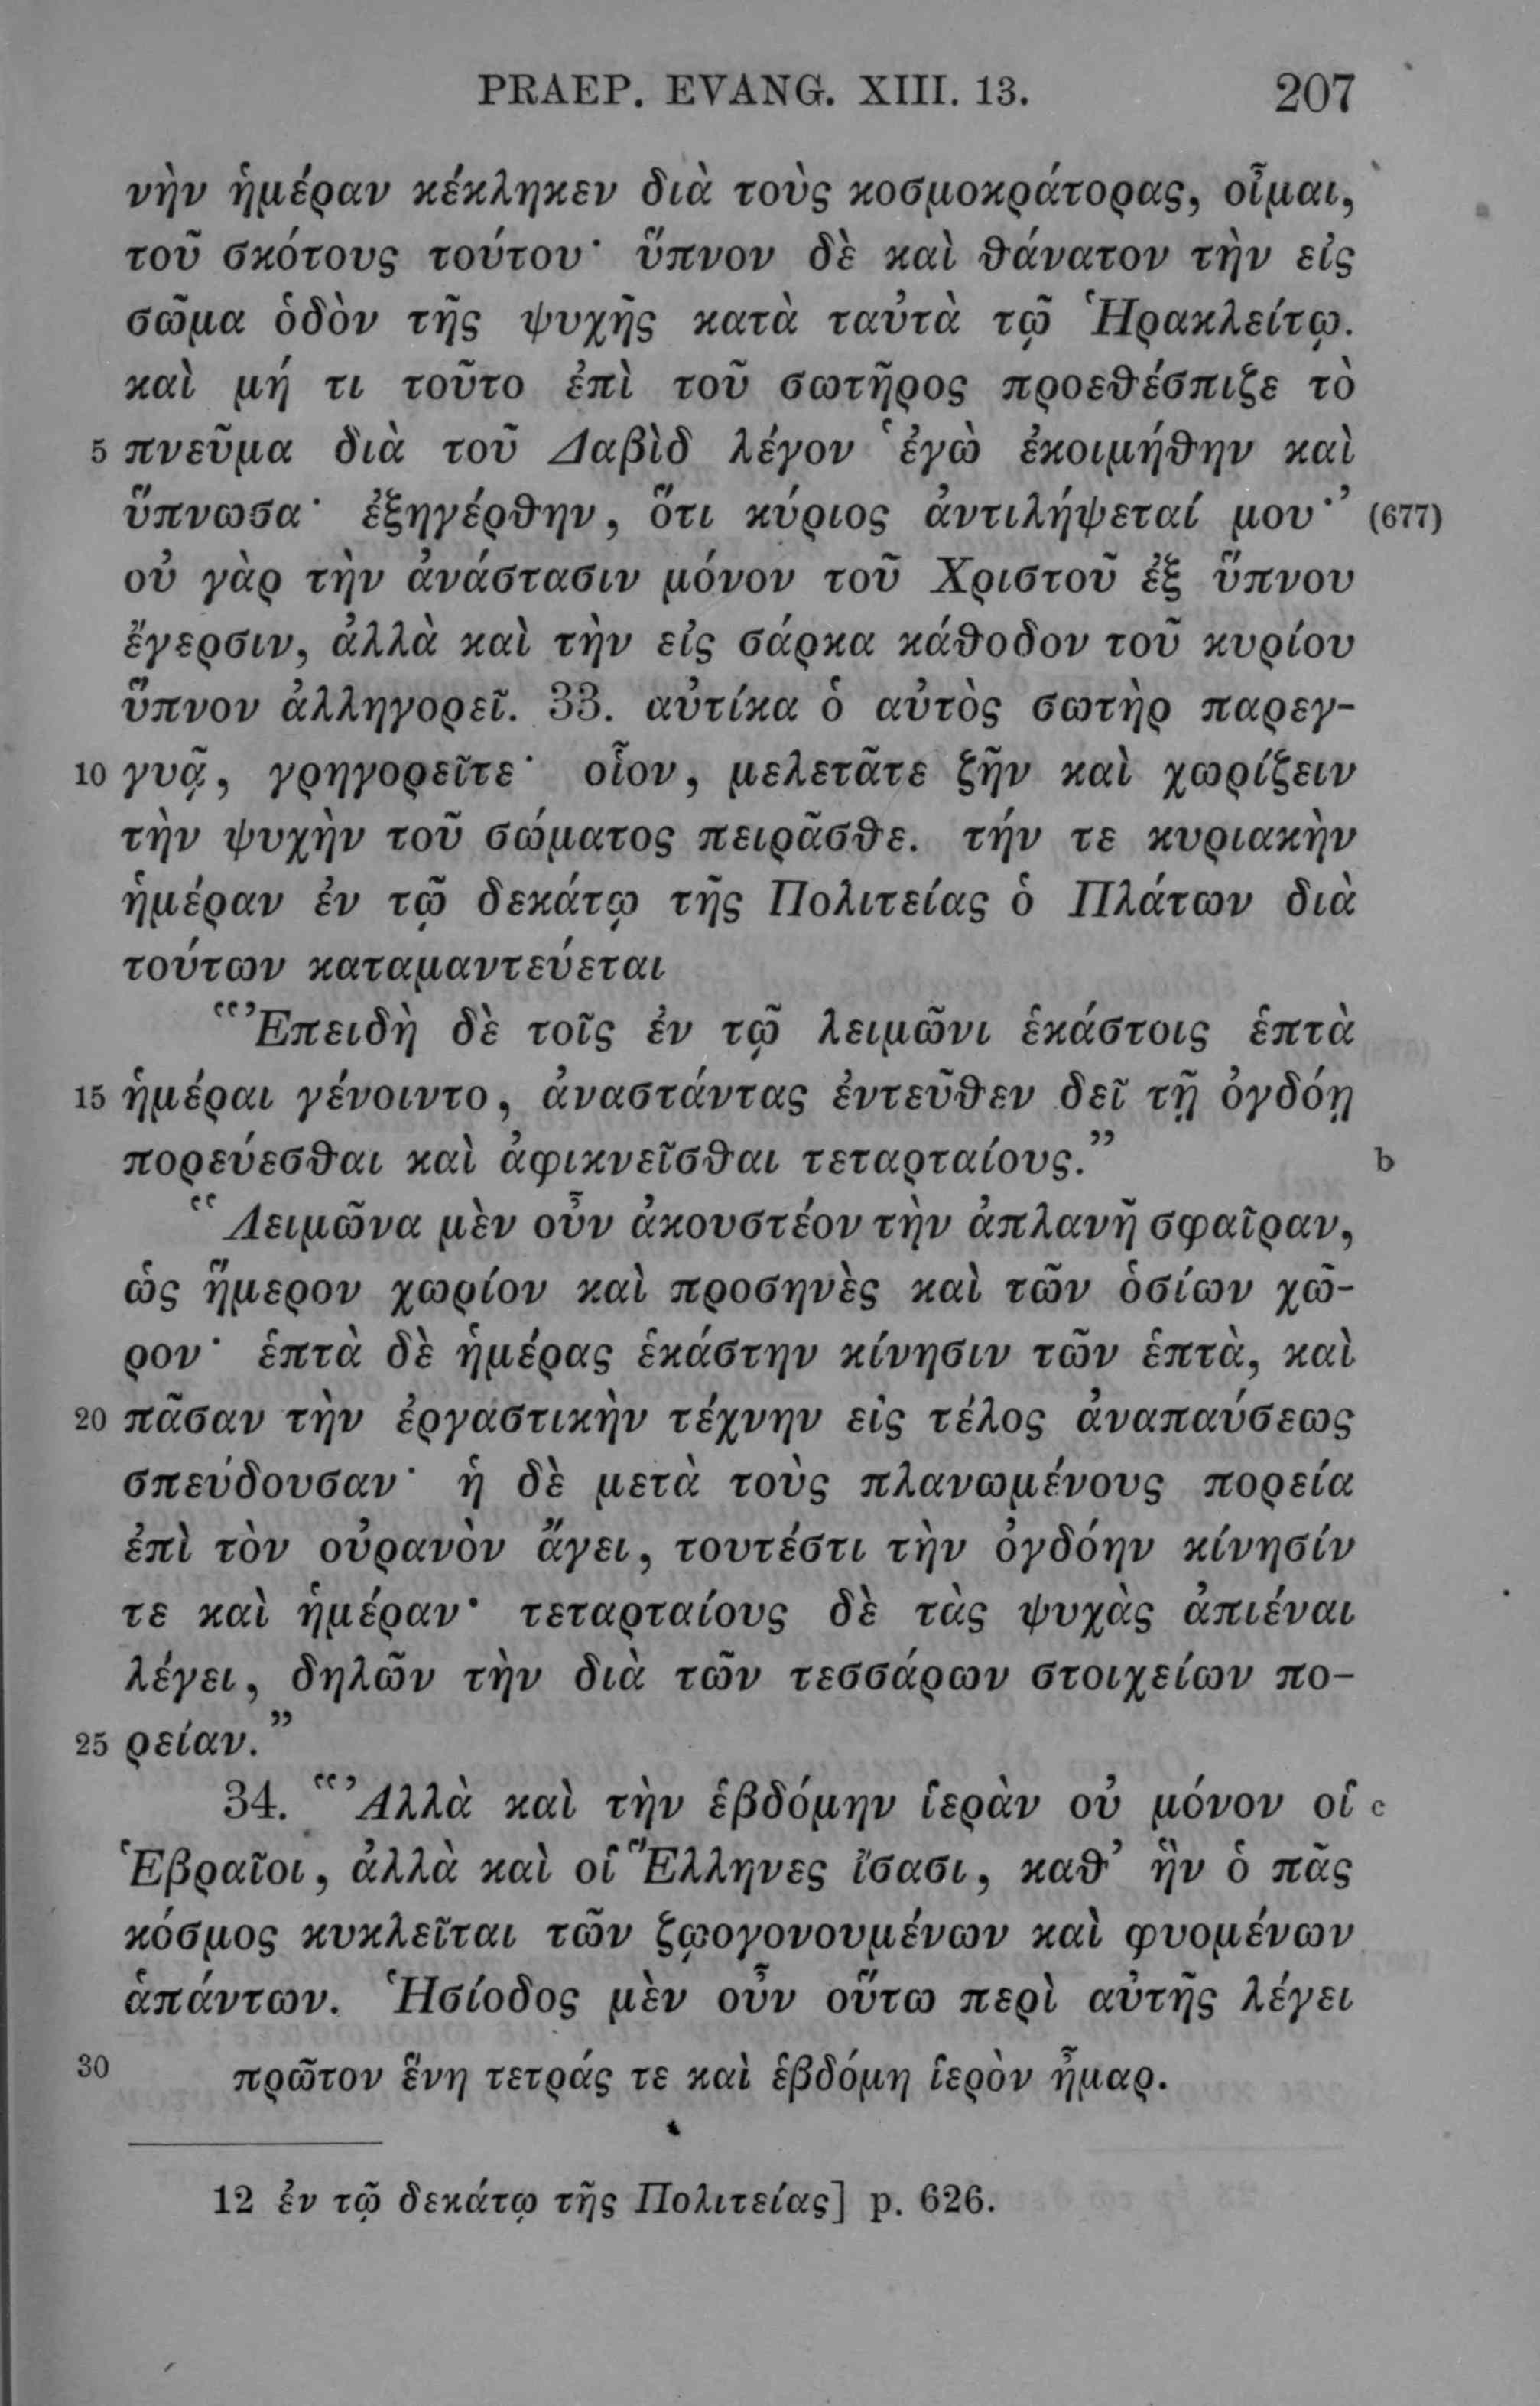 PRAEP. EVANG. XIII. 13. 207
νὴν ἡμέραν κέκληκεν διὰ τοὺς κοσμοκράτορας, οἶμαι,
τοῦ σκότους τούτου· ὕπνον δὲ καὶ θάνατον τὴν εἰς
σῶμα ὁδὸν τῆς ψυχῆς κατὰ ταὐτὰ τῷ Ἡρακλείτῳ.
καὶ μή τι τοῦτο ἐπὶ τοῦ σωτῆρος προεθέσπιζε τὸ
5 πνεῦμα διὰ τοῦ Δαβὶδ λέγον ‘ἐγὼ ἐκοιμήθην καὶ
ὕπνωσα· ἐξηγέρθην, ὅτι κύριος ἀντιλήψεταί μου·’ (677)
οὐ γὰρ τὴν ἀνάστασιν μόνον τοῦ Χριστοῦ ἐξ ὕπνου
ἔγερσιν, ἀλλὰ καὶ τὴν εἰς σάρκα κάθοδον τοῦ κυρίου
ὕπνον ἀλληγορεῖ. 33. αὐτίκα ὁ αὐτὸς σωτὴρ παρεγ-
10 γυᾷ, γρηγορεῖτε· οἷον, μελετᾶτε ζῆν καὶ χωρίζειν
τὴν ψυχὴν τοῦ σώματος πειρᾶσθε. τήν τε κυριακὴν
ἡμέραν ἐν τῷ δεκάτῳ τῆς Πολιτείας ὁ Πλάτων διὰ
τούτων καταμαντεύεται
“Ἐπειδὴ δὲ τοῖς ἐν τῷ λειμῶνι ἑκάστοις ἑπτὰ
15 ἡμέραι γένοιντο, ἀναστάντας ἐντεῦθεν δεῖ τῇ ὀγδόῃ
πορεύεσθαι καὶ ἀφικνεῖσθαι τεταρταίους.” b
“Λειμῶνα μὲν οὖν ἀκουστέον τὴν ἀπλανῆ σφαῖραν,
ὡς ἥμερον χωρίον καὶ προσηνὲς καὶ τῶν ὁσίων χῶ-
ρον· ἑπτὰ δὲ ἡμέρας ἑκάστην κίνησιν τῶν ἑπτὰ, καὶ
20 πᾶσαν τὴν ἐργαστικὴν τέχνην εἰς τέλος ἀναπαύσεως
σπεύδουσαν· ἡ δὲ μετὰ τοὺς πλανωμένους πορεία
ἐπὶ τὸν οὐρανὸν ἄγει, τουτέστι τὴν ὀγδόην κίνησίν
τε καὶ ἡμέραν· τεταρταίους δὲ τὰς ψυχὰς ἀπιέναι
λέγει, δηλῶν τὴν διὰ τῶν τεσσάρων στοιχείων πο-
25 ρείαν.”
34. “Ἀλλὰ καὶ τὴν ἑβδόμην ἱερὰν οὐ μόνον οἱ c
Ἑβραῖοι, ἀλλὰ καὶ οἱ Ἕλληνες ἴσασι, καθ’ ἣν ὁ πᾶς
κόσμος κυκλεῖται τῶν ζῳογονουμένων καὶ φυομένων
ἁπάντων. Ἡσίοδος μὲν οὖν οὕτω περὶ αὐτῆς λέγει
30 πρῶτον ἕνη τετράς τε καὶ ἑβδόμη ἱερὸν ἦμαρ.
12 ἐν τῷ δεκάτῳ τῆς Πολιτείας] p. 626.